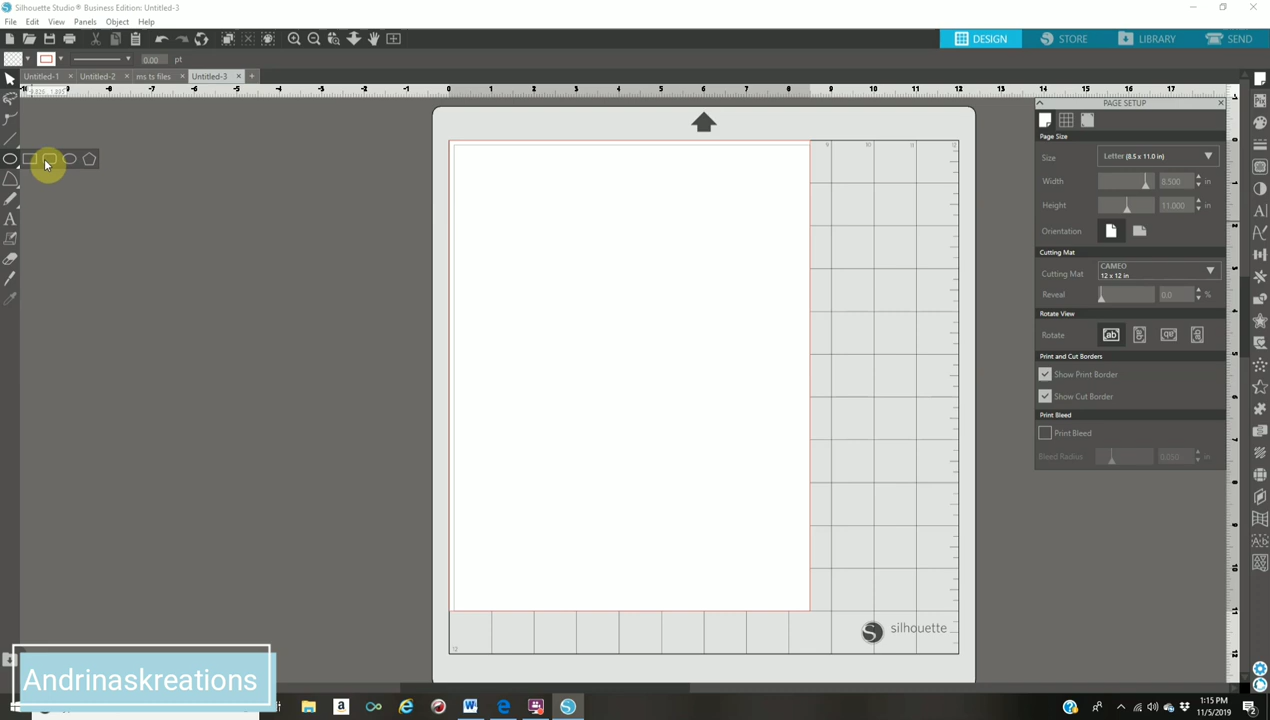 Silhouette Studio® Business Edition: Untitled-3
File Edit View Panels Object Help
DESIGN STORE LIBRARY SEND
0.00 pt
Untitled-1 Untitled-2 ms ts files Untitled-3
PAGE SETUP
Page Size
Size Letter (8.5 x 11.0 in)
Width 8.500 in
Height 11.000 in
Orientation
Cutting Mat
CAMEO
Cutting Mat 12 x 12 in
Reveal 0.0 %
Rotate View
Rotate
Print and Cut Borders
Show Print Border
Show Cut Border
Print Bleed
Print Bleed
Bleed Radius 0.050 in
silhouette
Andrinaskreations
1:15 PM
11/5/2019